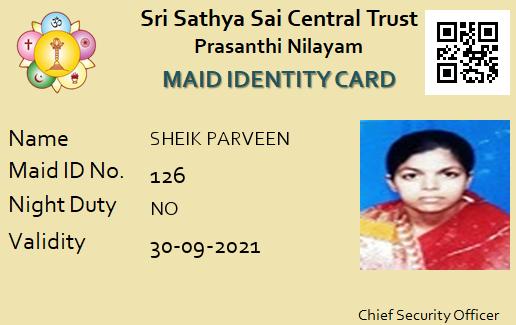 Sri Sathya Sai Central Trust
Prasanthi Nilayam
MAID IDENTITY CARD
Name SHEIK PARVEEN
Maid ID No. 126
Night Duty NO
Validity 30-09-2021
Chief Security Officer